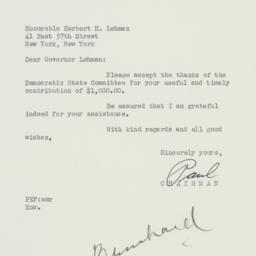 Honorable Herbert H. Lehman
41 East 57th Street
New York, New York
Dear Governor Lehman:
Please accept the thanks of the
Democratic State Committee for your useful and timely
contribution of $1,000.00.
Be assured that I am grateful
indeed for your assistance.
With kind regards and all good
wishes,
Sincerely yours,
Paul
CHAIRMAN
PEF:smr
Enc.